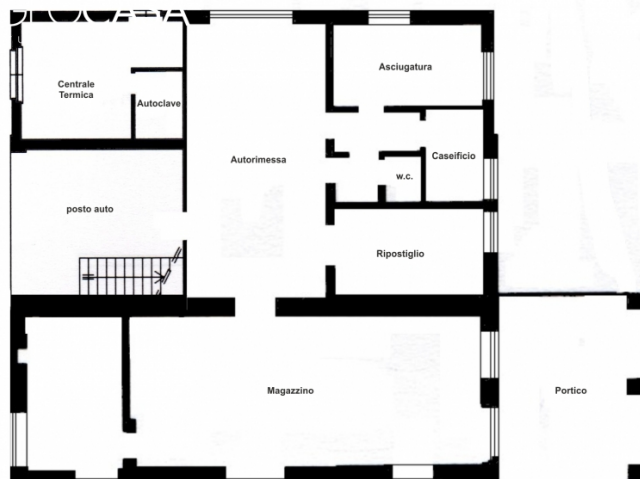 Asciugatura
Centrale
Termica
Autoclave
Autorimessa
Caseificio
w.c.
posto auto
Ripostiglio
Magazzino
Portico